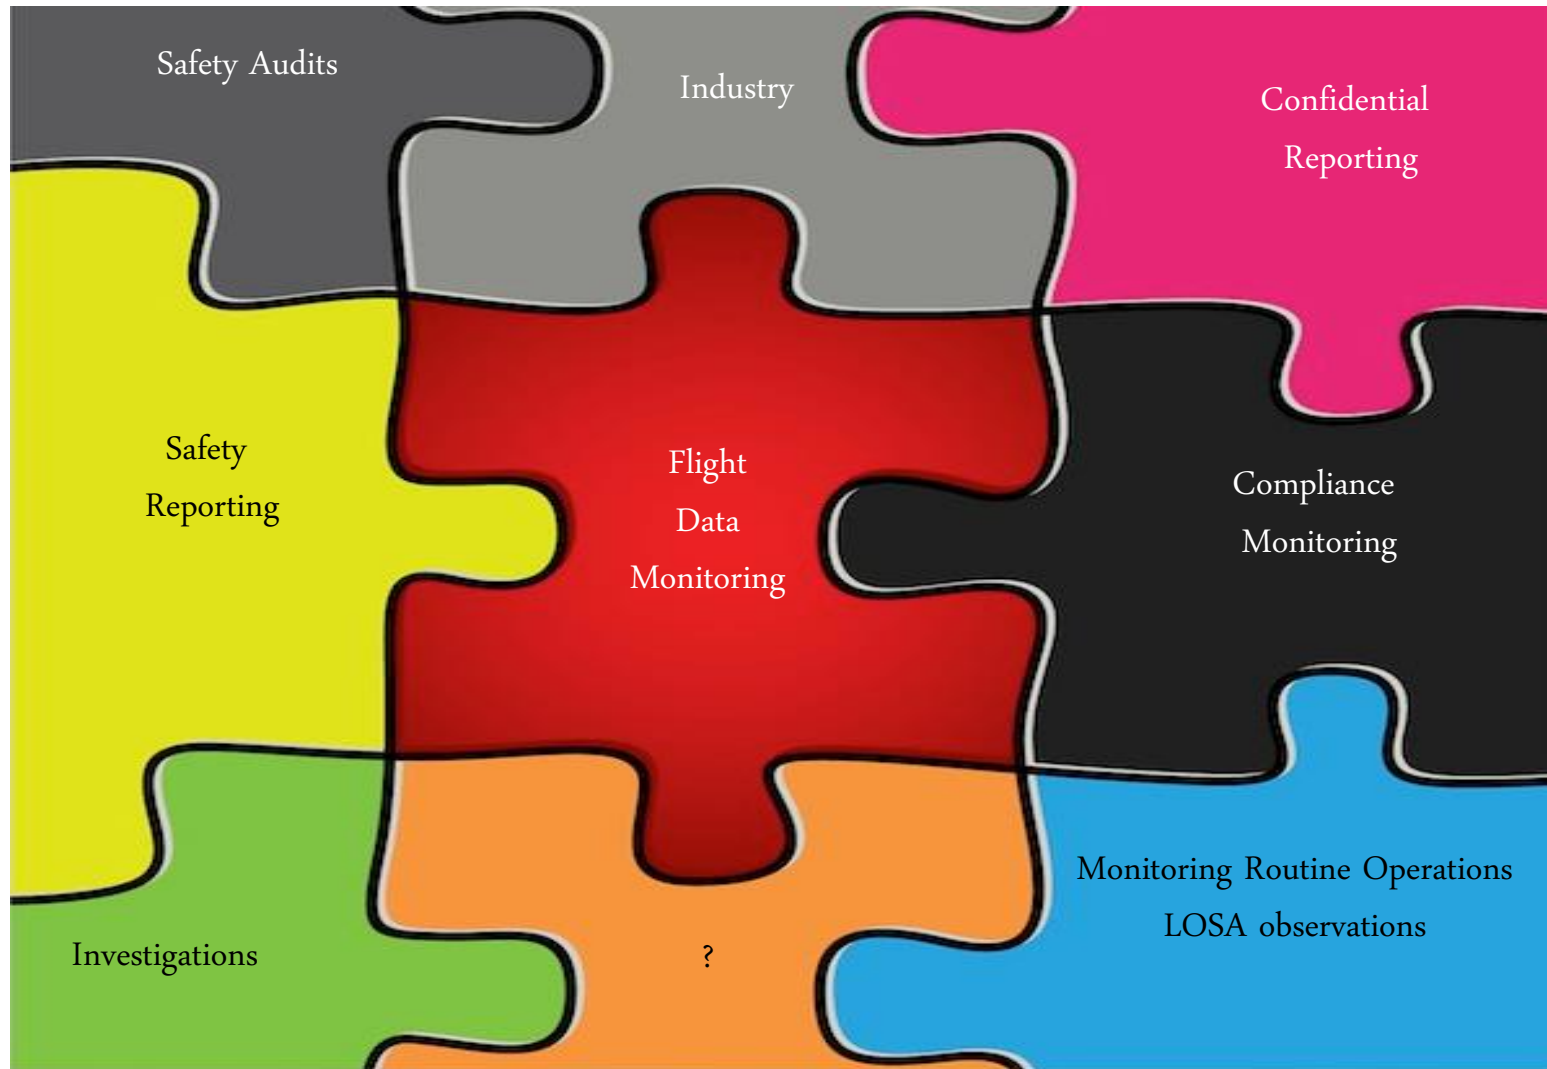 Safety Audits
Industry
Confidential
Reporting
Safety
Reporting
Flight
Data
Monitoring
Compliance
Monitoring
Investigations
?
Monitoring Routine Operations
LOSA observations